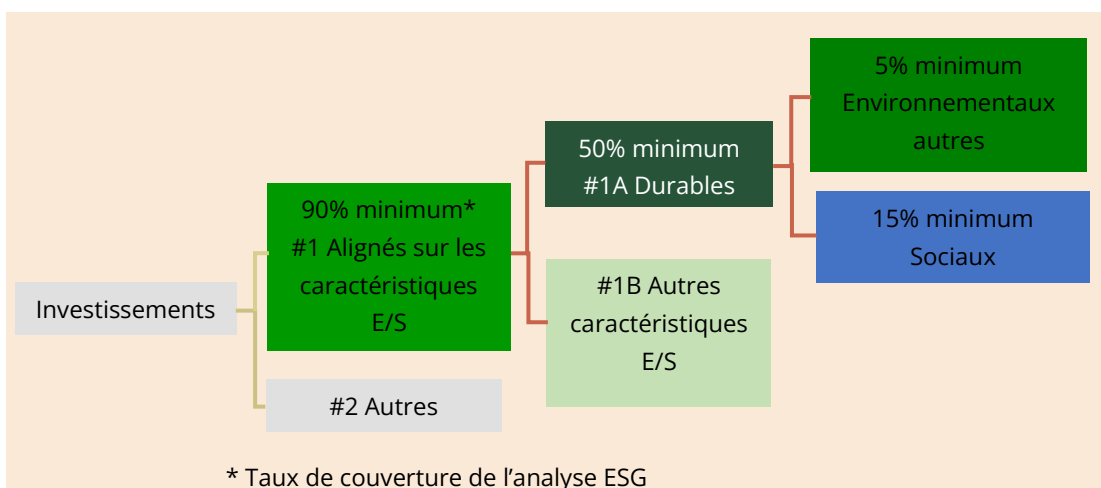 Investissements
90% minimum*
#1 Alignés sur les
caractéristiques
E/S
#2 Autres
50% minimum
#1A Durables
#1B Autres
caractéristiques
E/S
5% minimum
Environnementaux
autres
15% minimum
Sociaux
* Taux de couverture de l’analyse ESG